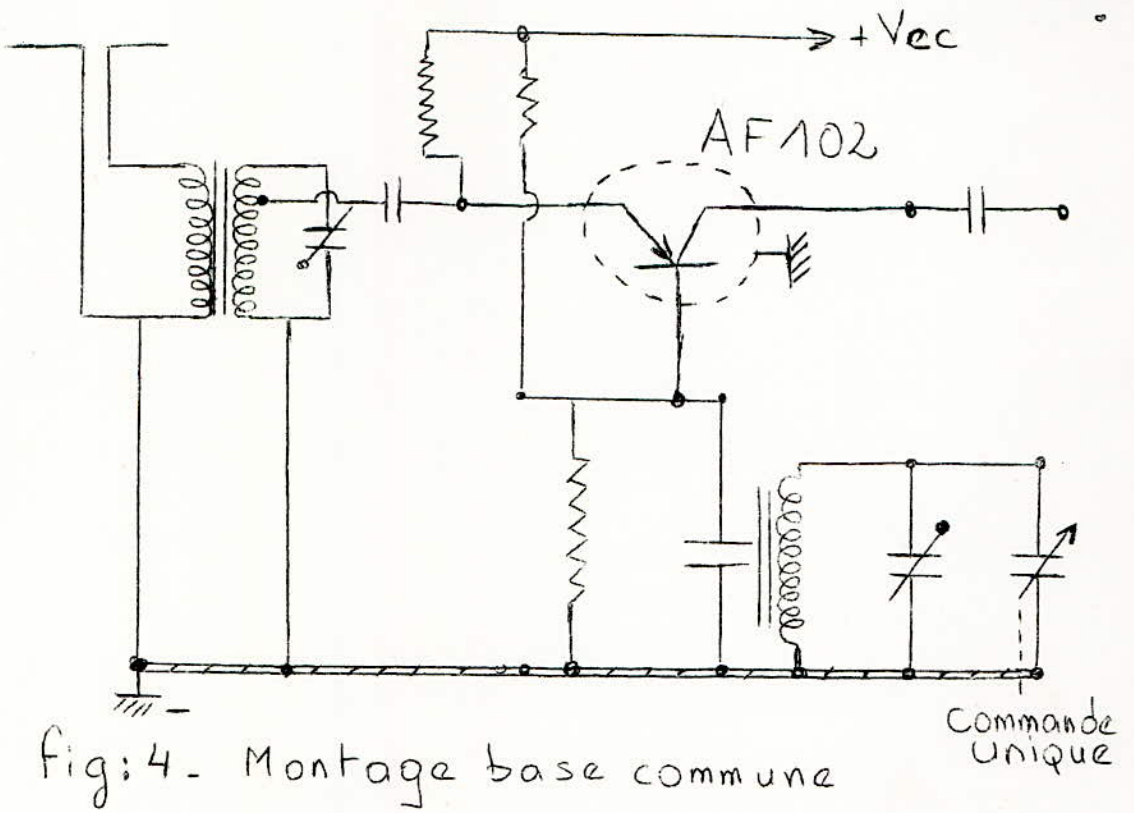 +Vcc
AF102
-
Commande
unique
fig:4- Montage base commune